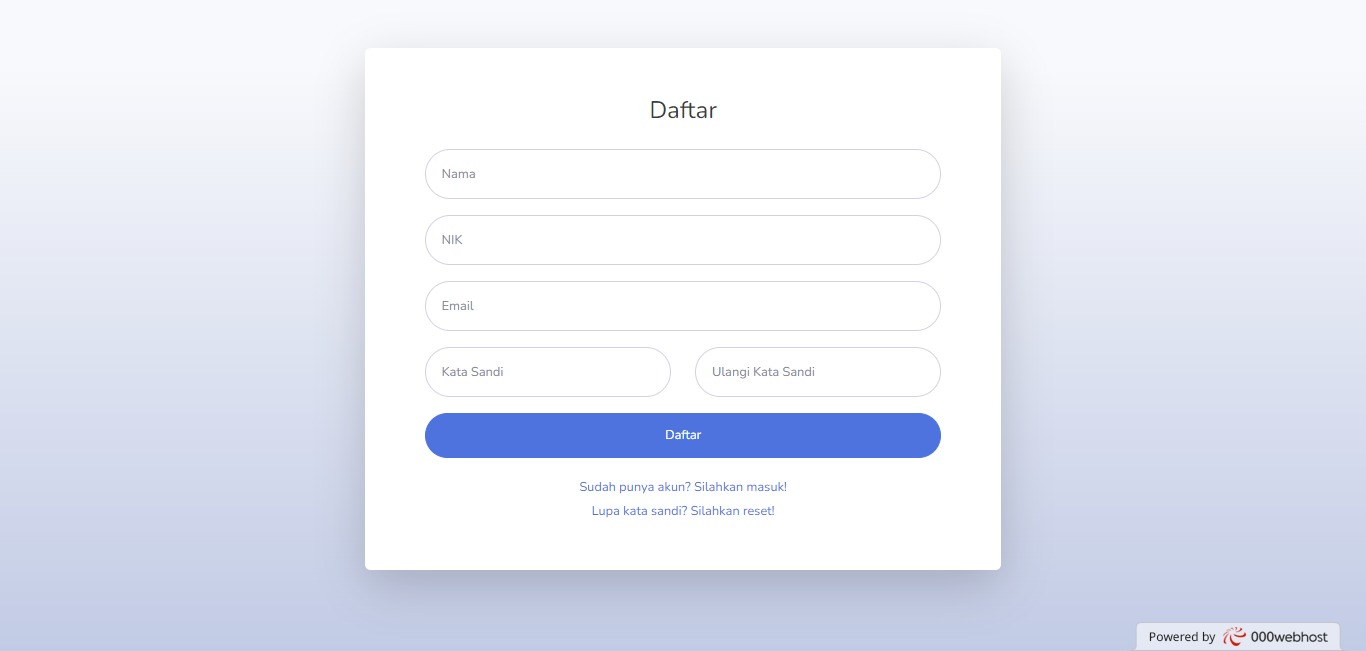 Daftar
Nama
NIK
Email
Kata Sandi
Ulangi Kata Sandi
Daftar
Sudah punya akun? Silahkan masuk!
Lupa kata sandi? Silahkan reset!
Powered by 000webhost